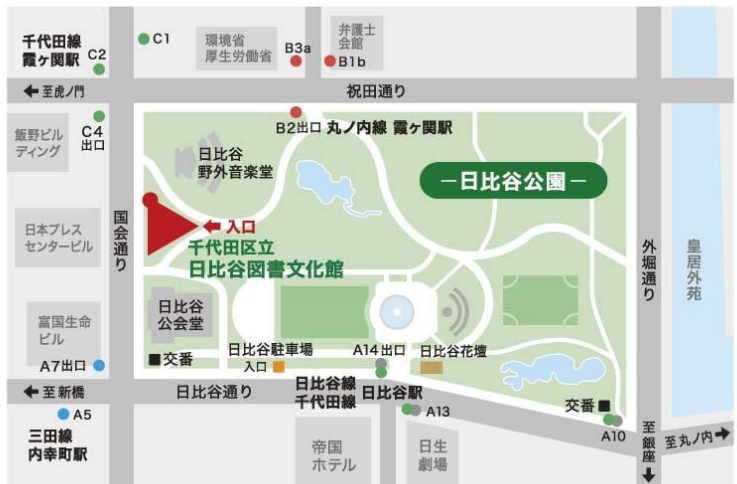 千代田線
霞ヶ関駅
C2
C1
環境省
厚生労働省
B3a
弁護士
会館
B1b
←至虎ノ門
祝田通り
飯野ビル
ディング
C4
出口
B2出口 丸ノ内線 霞ヶ関駅
日比谷
野外音楽堂
ー日比谷公園ー
日本プレス
センタービル
国会通り
←入口
千代田区立
日比谷図書文化館
外堀通り
皇居外苑
富国生命
ビル
日比谷
公会堂
A7出口
■交番
日比谷駐車場
入口
A14出口
日比谷花壇
←至新橋
日比谷通り
日比谷線
千代田線
日比谷駅
交番■
A5
A13
A10
三田線
内幸町駅
帝国
ホテル
日生
劇場
至銀座↓
至丸ノ内→